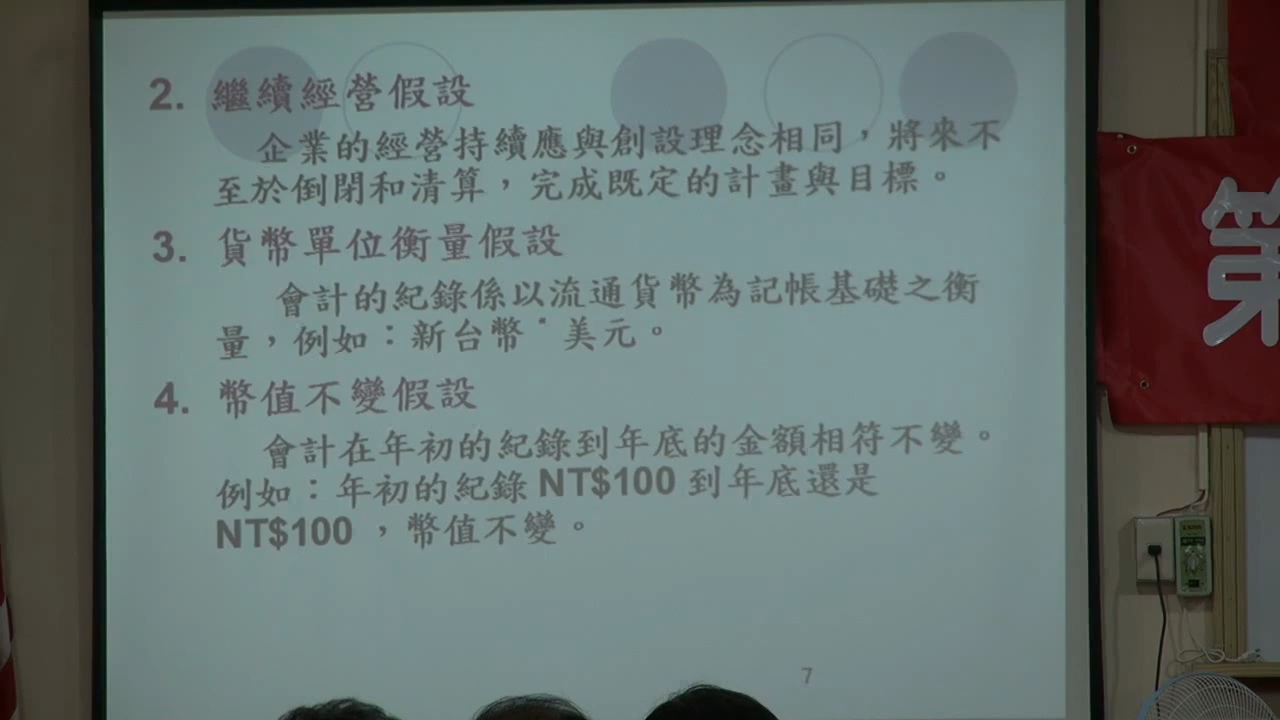 2. 繼續經營假設
企業的經營持續應與創設理念相同，將來不
至於倒閉和清算，完成既定的計畫與目標。
3. 貨幣單位衡量假設
會計的紀錄係以流通貨幣為記帳基礎之衡
量，例如：新台幣、美元。
4. 幣值不變假設
會計在年初的紀錄到年底的金額相符不變。
例如：年初的紀錄 NT$100 到年底還是
NT$100 ，幣值不變。
7
第